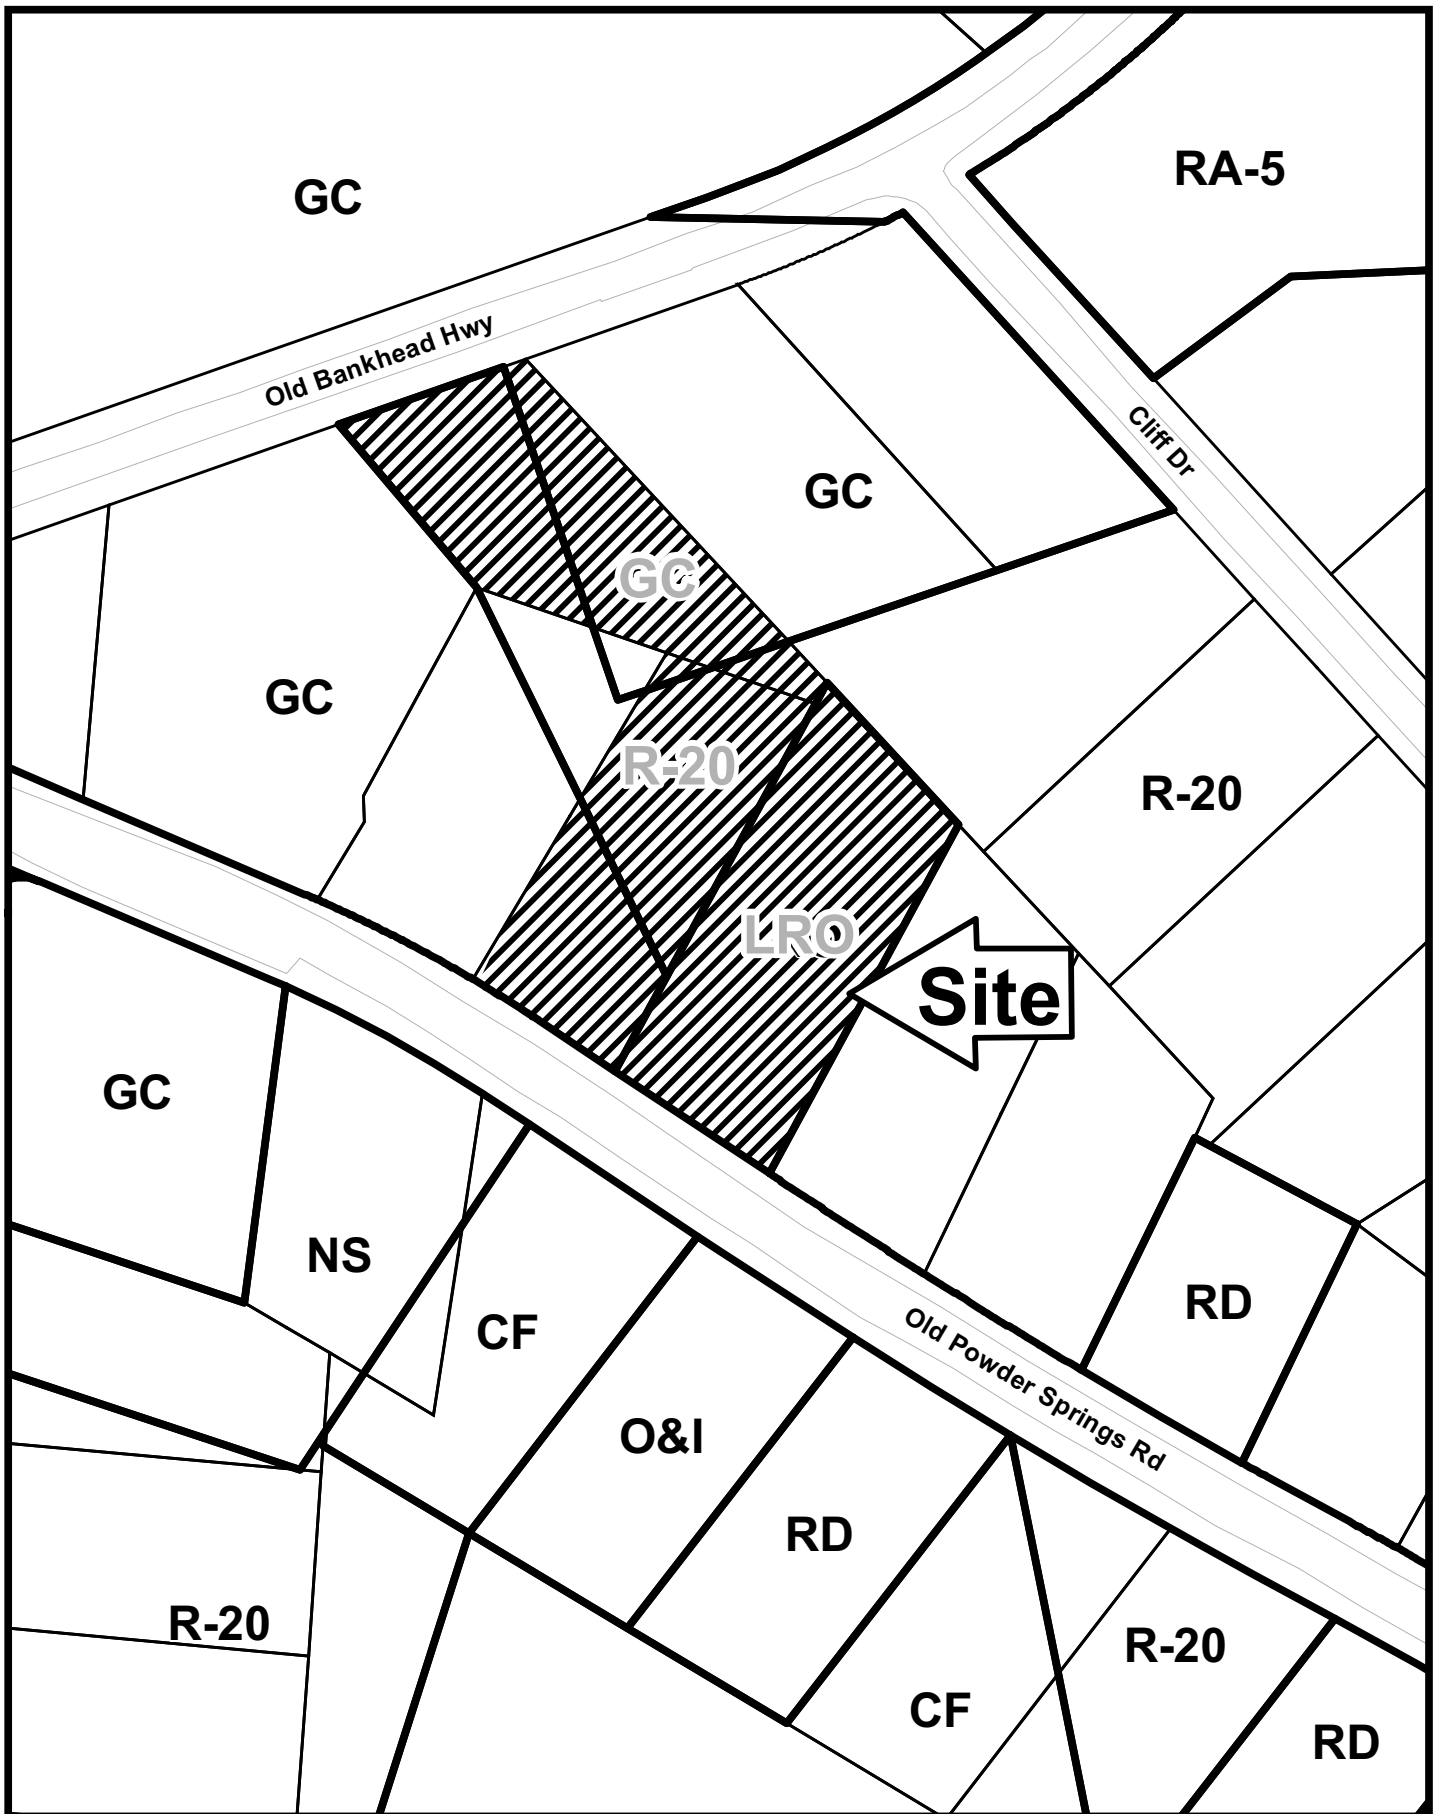 RA-5
GC
Old Bankhead Hwy
Cliff Dr
GC
GC
GC
R-20
R-20
LRO
Site
GC
NS
RD
CF
Old Powder Springs Rd
O&I
RD
R-20
R-20
CF
RD